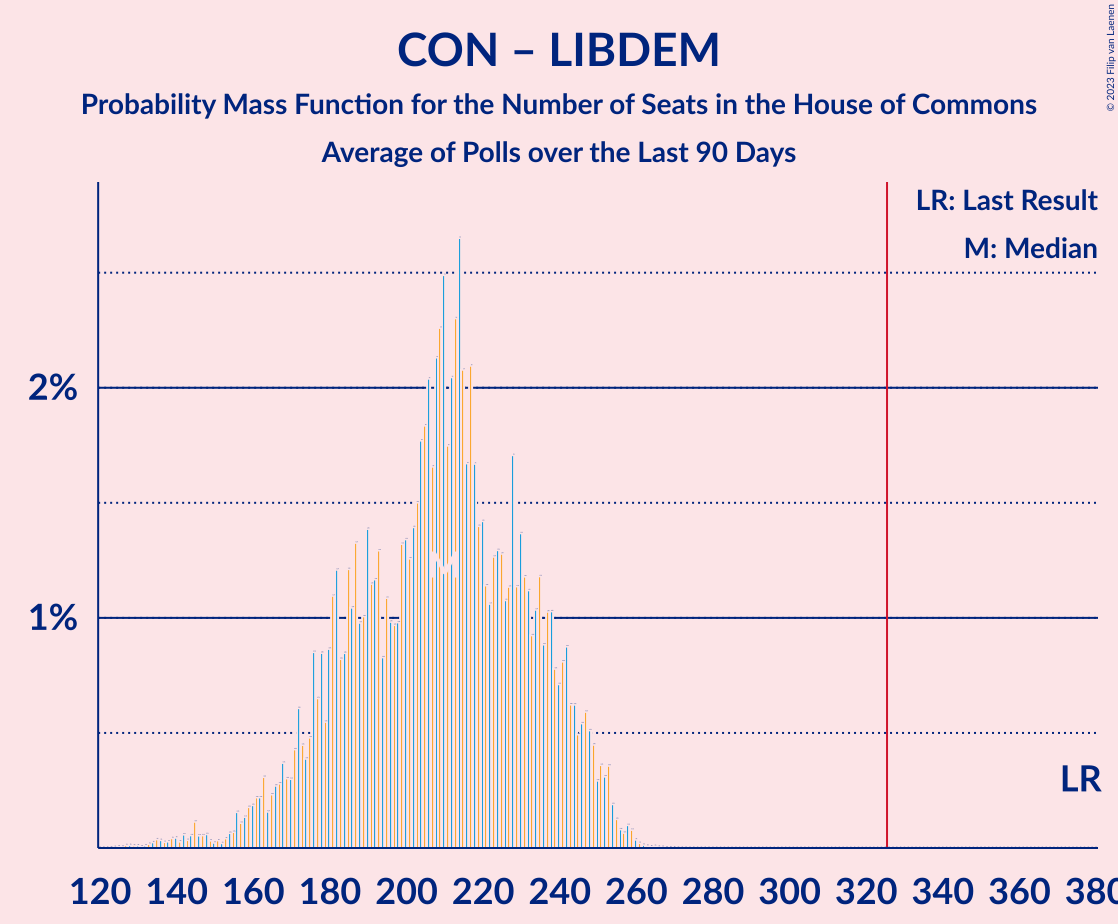 CON – LIBDEM
Probability Mass Function for the Number of Seats in the House of Commons
Average of Polls over the Last 90 Days
© 2023 Filip van Laenen
LR: Last Result
M: Median
2%
1%
LR
120 140 160 180 200 220 240 260 280 300 320 340 360 380